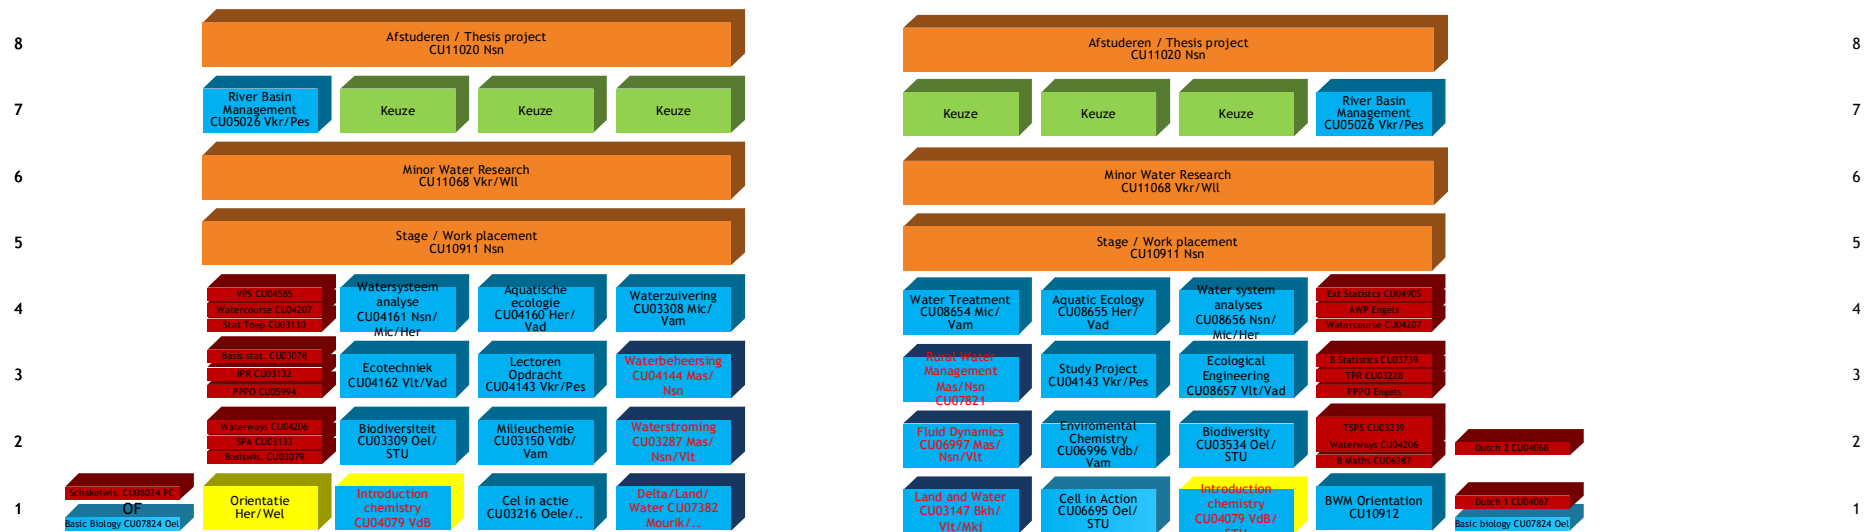 8
Afstuderen / Thesis project
CU11020 Nsn
Afstuderen / Thesis project
CU11020 Nsn
8
7
River Basin
Management
CU05026 Vkr/Pes
Keuze
Keuze
Keuze
Keuze
Keuze
Keuze
River Basin
Management
CU05026 Vkr/Pes
7
6
Minor Water Research
CU11068 Vkr/Wll
Minor Water Research
CU11068 Vkr/Wll
6
5
Stage / Work placement
CU10911 Nsn
Stage / Work placement
CU10911 Nsn
5
4
VPS CU04585
Watercourse CU04207
Stat Toep CU03130
Watersysteem
analyse
CU04161 Nsn/
Mic/Her
Aquatische
ecologie
CU04160 Her/
Vad
Waterzuivering
CU03308 Mic/
Vam
Water Treatment
CU08654 Mic/
Vam
Aquatic Ecology
CU08655 Her/
Vad
Water system
analyses
CU08656 Nsn/
Mic/Her
Ext Statistcs CU04905
AWP Engels
Watercourse CU04207
4
3
Basis stat. CU03078
IPR CU03132
PPPO CU05994
Ecotechniek
CU04162 Vlt/Vad
Lectoren
Opdracht
CU04143 Vkr/Pes
Waterbeheersing
CU04144 Mas/
Nsn
Rural Water
Management
Mas/Nsn
CU07821
Study Project
CU04143 Vkr/Pes
Ecological
Engineering
CU08657 Vlt/Vad
B Statistics CU03739
TPR CU03228
PPPO Engels
3
2
Waterways CU04206
SPA CU03133
Basiswis. CU03079
Biodiversiteit
CU03309 Oel/
STU
Milieuchemie
CU03150 Vdb/
Vam
Waterstroming
CU03287 Mas/
Nsn/Vlt
Fluid Dynamics
CU06997 Mas/
Nsn/Vlt
Enviromental
Chemistry
CU06996 Vdb/
Vam
Biodiversity
CU03534 Oel/
STU
TSPS CU03239
Waterways CU04206
B Maths CU06387
Dutch 2 CU04068
2
1
Schakelwis. CU08024 PC
OF
Basic Biology CU07824 Oel
Orientatie
Her/Wel
Introduction
chemistry
CU04079 VdB
Cel in actie
CU03216 Oele/..
Delta/Land/
Water CU07382
Mourik/..
Land and Water
CU03147 Bkh/
Vlt/Mkj
Cell in Action
CU06695 Oel/
STU
Introduction
chemistry
CU04079 VdB/
STU
BWM Orientation
CU10912
Dutch 1 CU04067
Basic biology CU07824 Oel
1